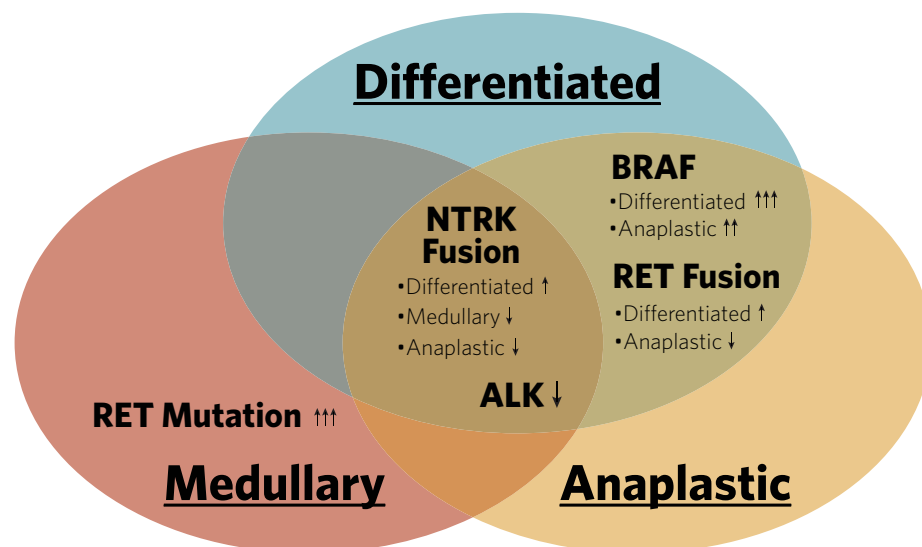 Differentiated
BRAF
•Differentiated ↑↑↑
•Anaplastic ↑↑
NTRK
Fusion
•Differentiated ↑
•Medullary ↓
•Anaplastic ↓
RET Fusion
•Differentiated ↑
•Anaplastic ↓
ALK ↓
RET Mutation ↑↑↑
Medullary
Anaplastic